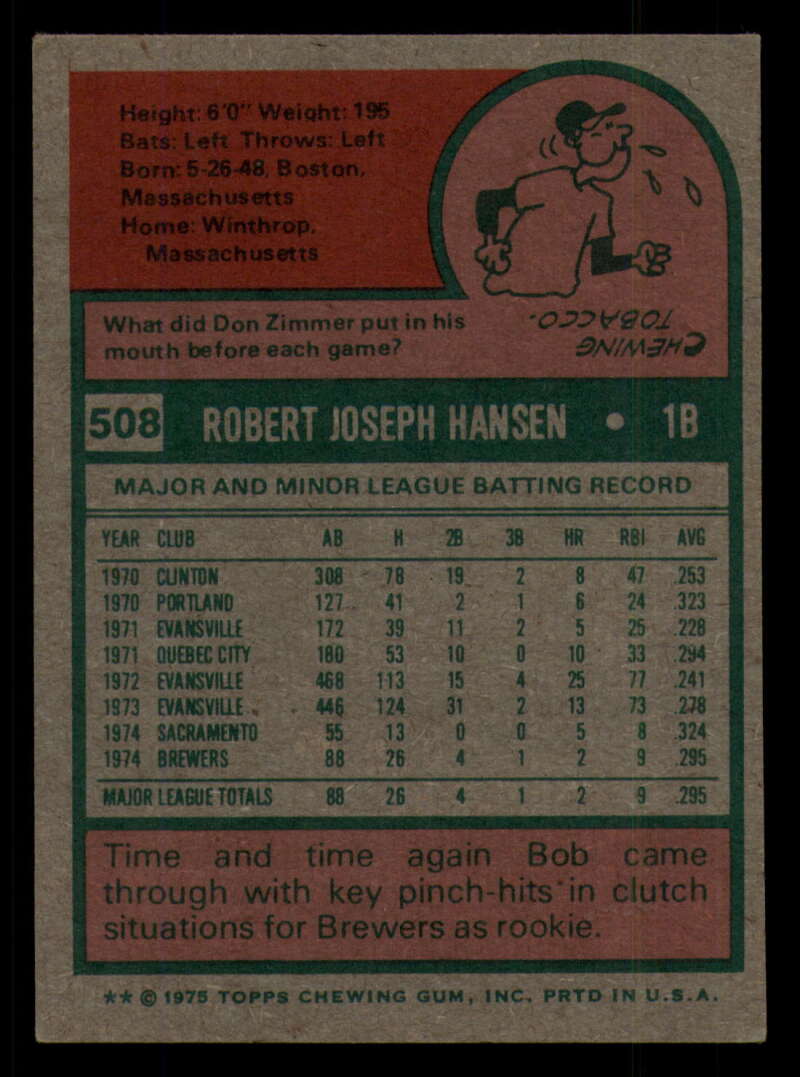 Height: 6'0" Weight: 195
Bats: Left Throws: Left
Born: 5-26-48, Boston,
Massachusetts
Home: Winthrop,
Massachusetts
What did Don Zimmer put in his
mouth before each game?
CHEWING
TOBACCO.
508 ROBERT JOSEPH HANSEN • 1B
MAJOR AND MINOR LEAGUE BATTING RECORD
YEAR CLUB AB H 2B 3B HR RBI AVG
1970 CLINTON 308 78 19 2 8 47 .253
1970 PORTLAND 127 41 2 1 6 24 .323
1971 EVANSVILLE 172 39 11 2 5 25 .228
1971 QUEBEC CITY 180 53 10 0 10 33 .294
1972 EVANSVILLE 468 113 15 4 25 77 .241
1973 EVANSVILLE 446 124 31 2 13 73 .278
1974 SACRAMENTO 55 13 0 0 5 8 .324
1974 BREWERS 88 26 4 1 2 9 .295
MAJOR LEAGUE TOTALS 88 26 4 1 2 9 .295
Time and time again Bob came
through with key pinch-hits in clutch
situations for Brewers as rookie.
** © 1975 TOPPS CHEWING GUM, INC. PRTD IN U.S.A.